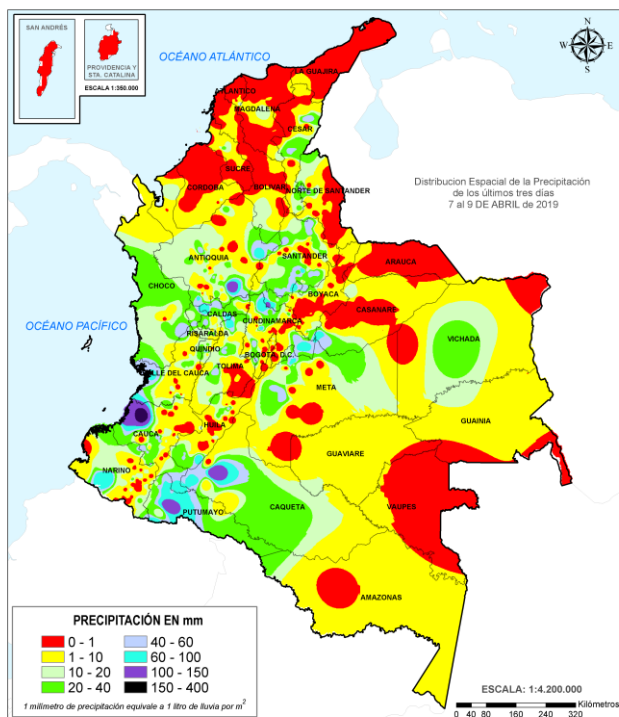 SAN ANDRÉS
PROVIDENCIA Y
STA. CATALINA
ESCALA 1:350.000
OCÉANO ATLÁNTICO
N
W
E
S
LA GUAJIRA
ATLANTICO
MAGDALENA
CESAR
SUCRE
CORDOBA
BOLIVAR
NORTE DE SANTANDER
Distribucion Espacial de la Precipitación
de los últimos tres días
7 al 9 DE ABRIL de 2019
ANTIOQUIA
SANTANDER
ARAUCA
CHOCO
BOYACA
CASANARE
OCÉANO PACÍFICO
CALDAS
CUNDINAMARCA
RISARALDA
VICHADA
QUINDIO
BOGOTA, D.C.
TOLIMA
VALLE DEL CAUCA
META
GUAINIA
CAUCA
HUILA
GUAVIARE
NARIÑO
PUTUMAYO
CAQUETA
VAUPES
AMAZONAS
PRECIPITACIÓN EN mm
0 - 1
40 - 60
1 - 10
60 - 100
10 - 20
100 - 150
20 - 40
150 - 400
1 milimetro de precipitación equivale a 1 litro de lluvia por m²
ESCALA: 1:4.200.000
Kilómetros
0 40 80 160 240 320